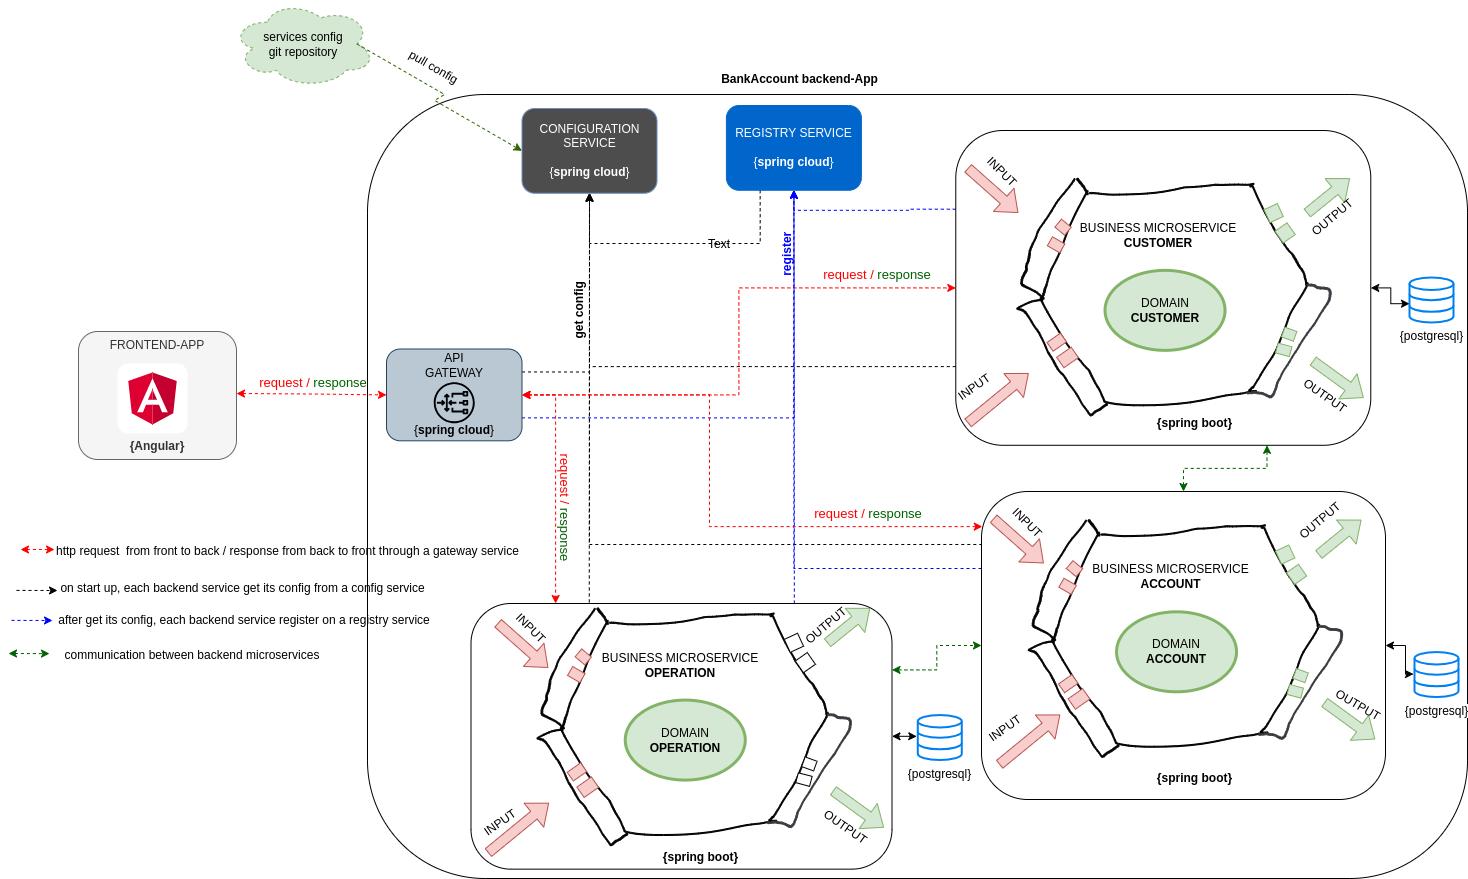 services config
git repository
pull config
BankAccount backend-App
CONFIGURATION
SERVICE
{spring cloud}
REGISTRY SERVICE
{spring cloud}
Text
register
get config
request / response
INPUT
OUTPUT
BUSINESS MICROSERVICE
CUSTOMER
DOMAIN
CUSTOMER
INPUT
OUTPUT
{spring boot}
{postgresql}
FRONTEND-APP
{Angular}
request / response
API
GATEWAY
{spring cloud}
request / response
request / response
INPUT
OUTPUT
BUSINESS MICROSERVICE
ACCOUNT
DOMAIN
ACCOUNT
INPUT
OUTPUT
{spring boot}
{postgresql}
http request  from front to back / response from back to front through a gateway service
on start up, each backend service get its config from a config service
after get its config, each backend service register on a registry service
communication between backend microservices
INPUT
OUTPUT
BUSINESS MICROSERVICE
OPERATION
DOMAIN
OPERATION
INPUT
OUTPUT
{spring boot}
{postgresql}